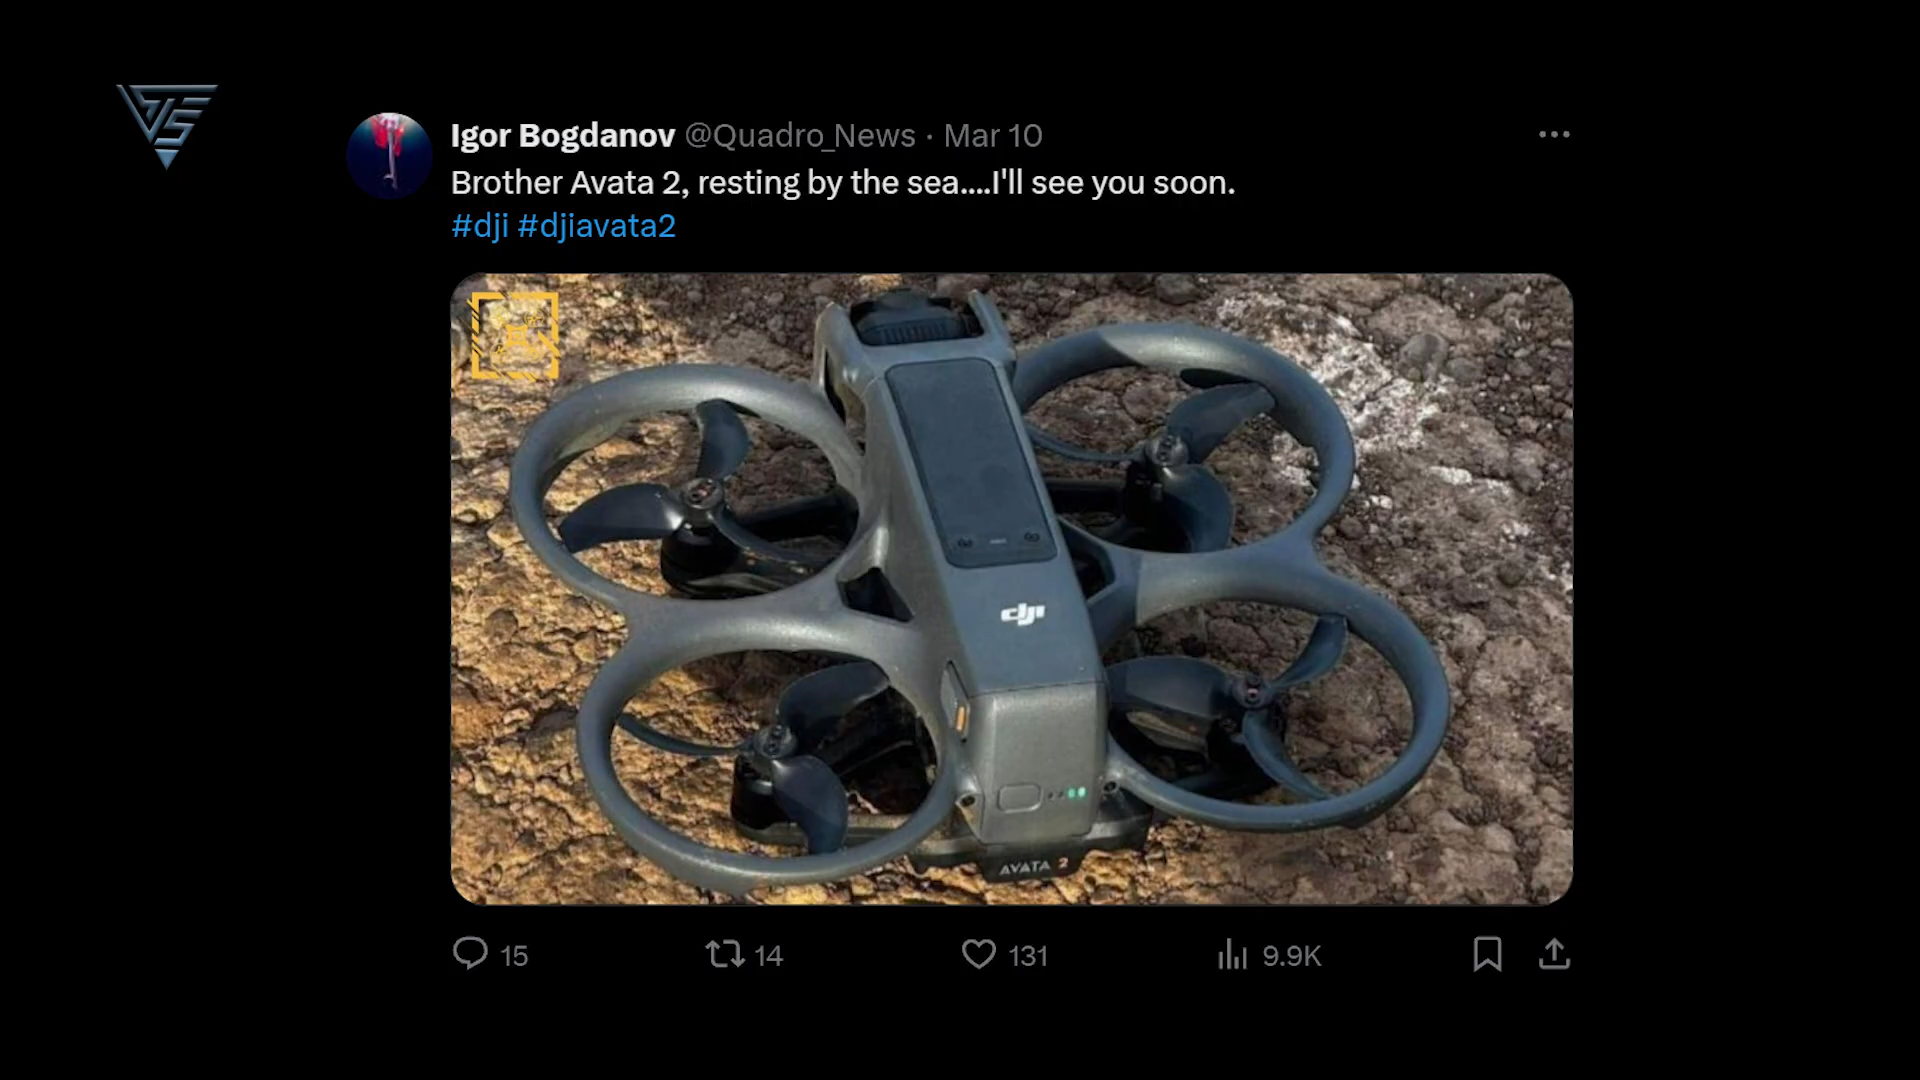 Igor Bogdanov @Quadro_News · Mar 10
Brother Avata 2, resting by the sea....I'll see you soon.
#dji #djiavata2
dji
AVATA 2
15 14 131 9.9K